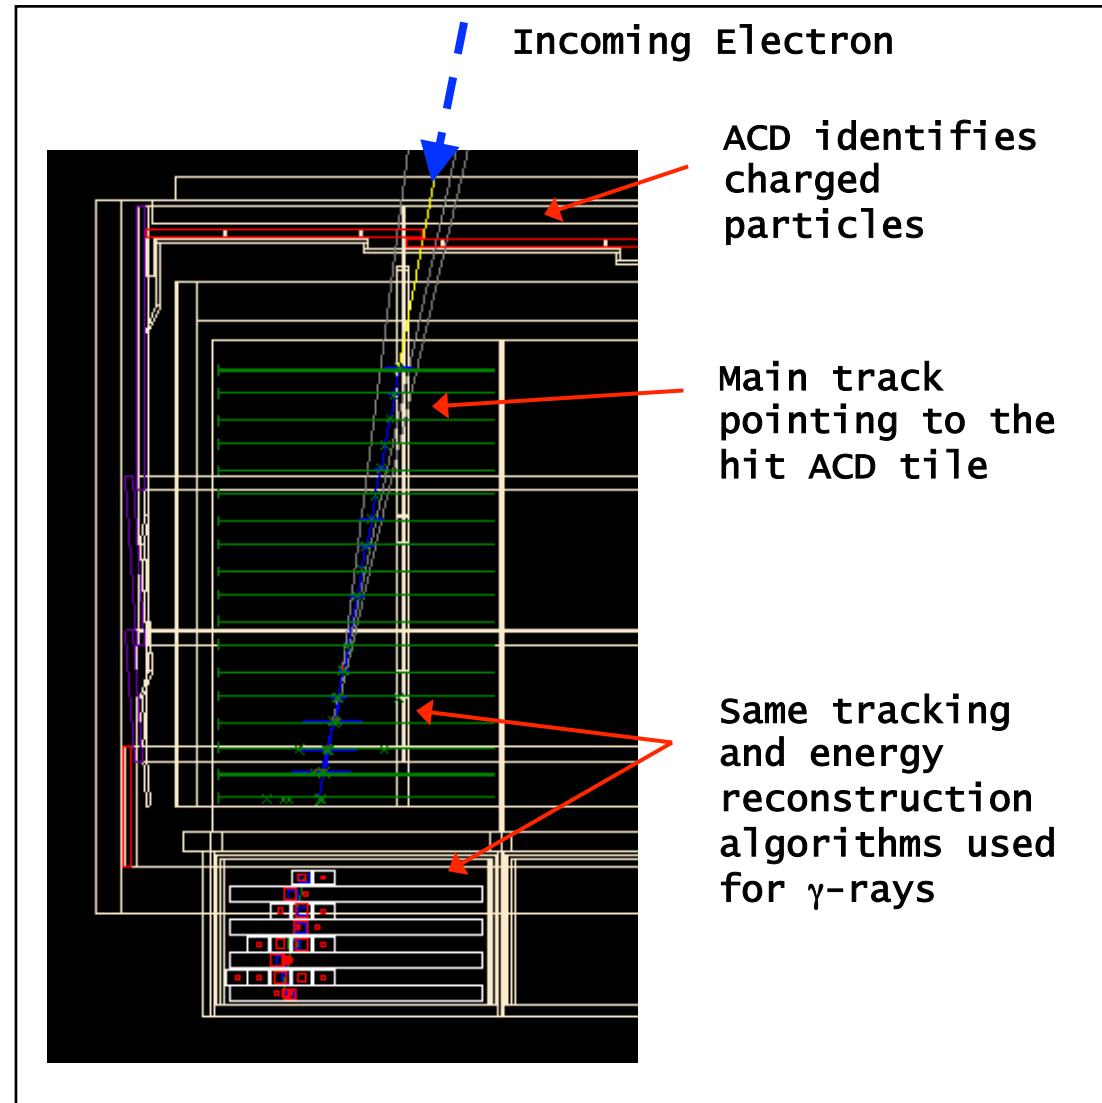 Incoming Electron
ACD identifies
charged
particles
Main track
pointing to the
hit ACD tile
Same tracking
and energy
reconstruction
algorithms used
for γ-rays